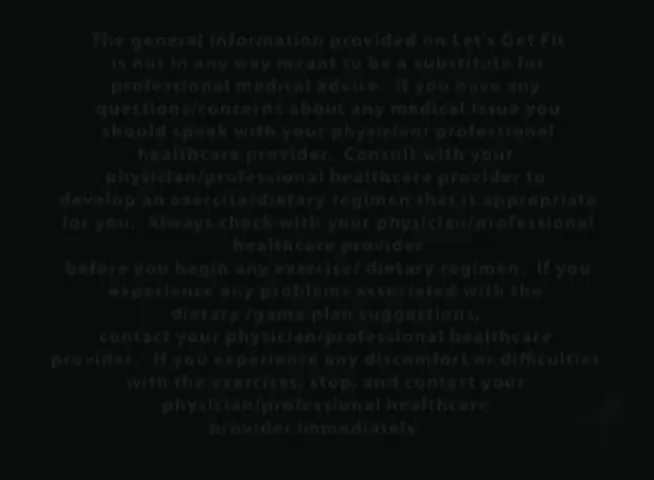 The general information provided on Let's Get Fit
is not in any way meant to be a substitute for
professional medical advice. If you have any
questions/concerns about any medical issue you
should speak with your physician/ professional
healthcare provider. Consult with your
physician/professional healthcare provider to
develop an exercise/dietary regimen that is appropriate
for you. Always check with your physician/professional
healthcare provider
before you begin any exercise/ dietary regimen. If you
experience any problems associated with the
dietary /game plan suggestions,
contact your physician/professional healthcare
provider. If you experience any discomfort or difficulties
with the exercises, stop, and contact your
physician/professional healthcare
provider immediately